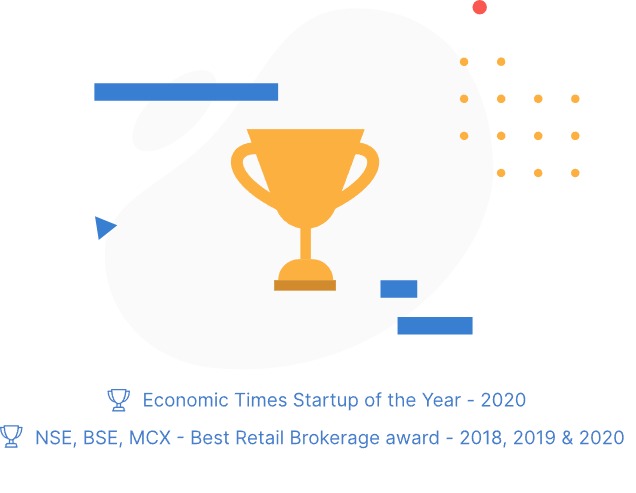 Economic Times Startup of the Year - 2020
NSE, BSE, MCX - Best Retail Brokerage award - 2018, 2019 & 2020